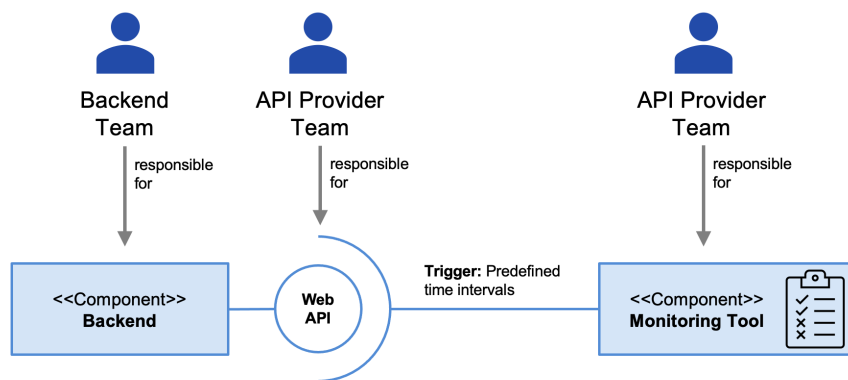 Backend
Team
API Provider
Team
API Provider
Team
responsible
for
responsible
for
responsible
for
<<Component>>
Backend
Web
API
Trigger: Predefined
time intervals
<<Component>>
Monitoring Tool